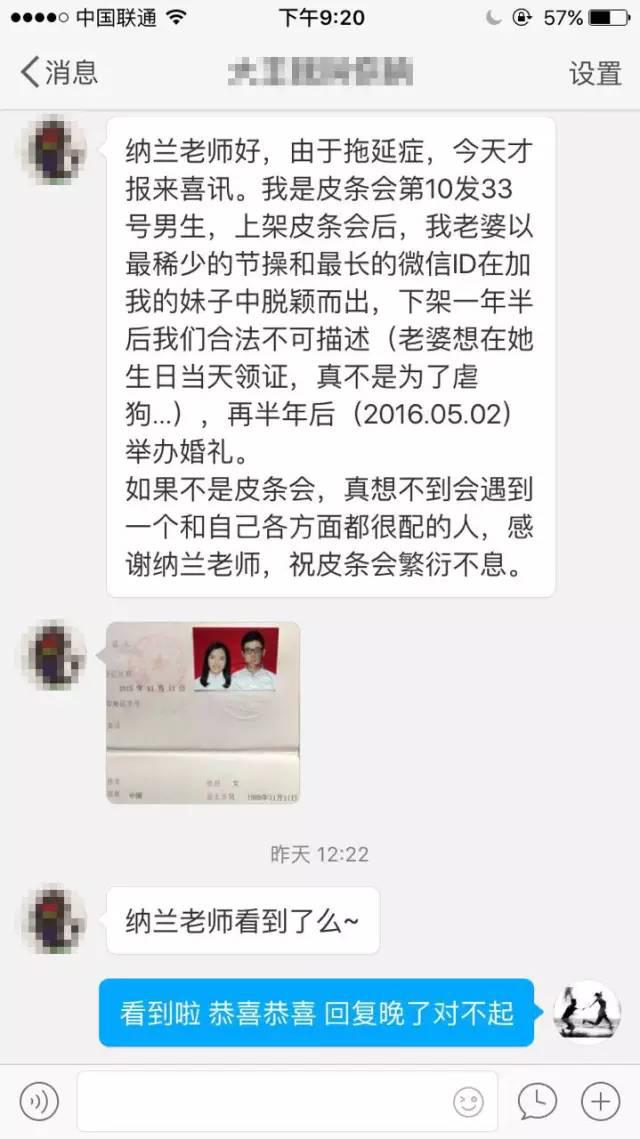 中国联通
下午9:20
57%
消息
设置
纳兰老师好，由于拖延症，今天才
报来喜讯。我是皮条会第10发33
号男生，上架皮条会后，我老婆以
最稀少的节操和最长的微信ID在加
我的妹子中脱颖而出，下架一年半
后我们合法不可描述（老婆想在她
生日当天领证，真不是为了虐
狗...），再半年后（2016.05.02）
举办婚礼。
如果不是皮条会，真想不到会遇到
一个和自己各方面都很配的人，感
谢纳兰老师，祝皮条会繁衍不息。
2015 年 11 月 11 日
女
中国
昨天 12:22
纳兰老师看到了么~
看到啦 恭喜恭喜 回复晚了对不起